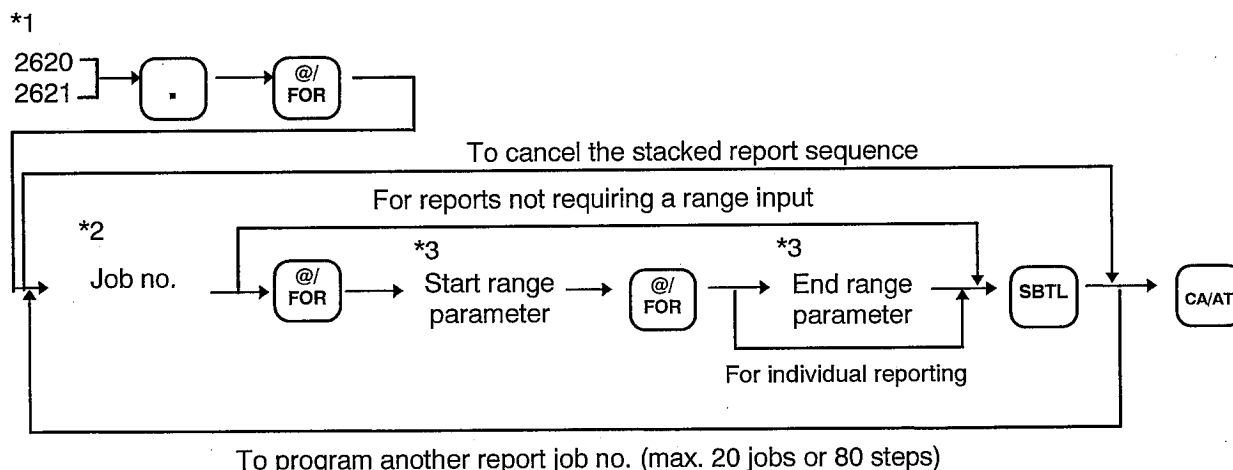 *1
2620
2621
.
@/
FOR
To cancel the stacked report sequence
For reports not requiring a range input
*2
Job no.
@/
FOR
*3
Start range
parameter
@/
FOR
*3
End range
parameter
SBTL
CA/AT
For individual reporting
To program another report job no. (max. 20 jobs or 80 steps)